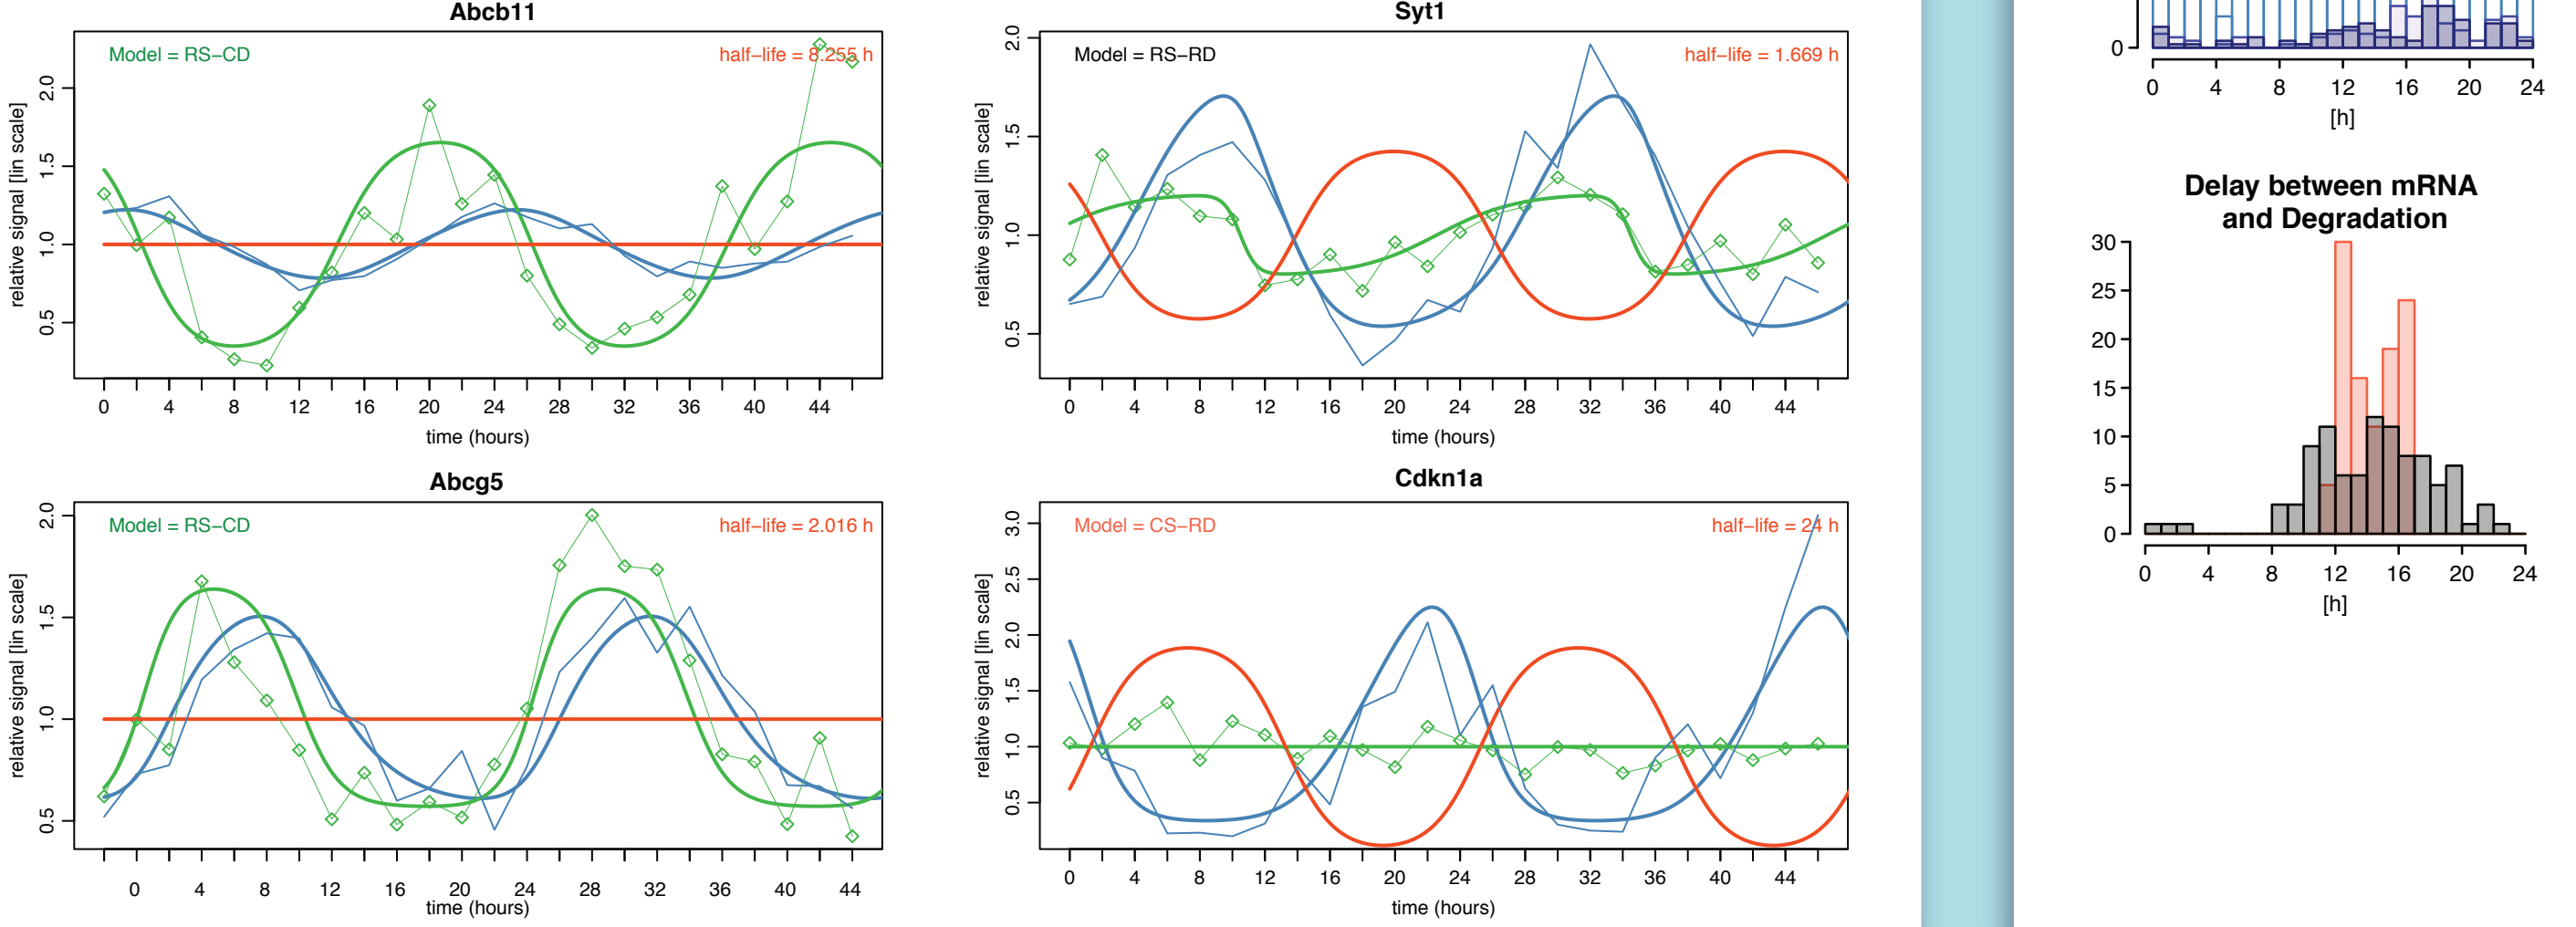 Abcb11
Model = RS−CD
half−life = 8.255 h
relative signal [lin scale]
2.0
1.5
1.0
0.5
0 4 8 12 16 20 24 28 32 36 40 44
time (hours)
Syt1
Model = RS−RD
half−life = 1.669 h
relative signal [lin scale]
2.0
1.5
1.0
0.5
0 4 8 12 16 20 24 28 32 36 40 44
time (hours)
Abcg5
Model = RS−CD
half−life = 2.016 h
relative signal [lin scale]
2.0
1.5
1.0
0.5
0 4 8 12 16 20 24 28 32 36 40 44
time (hours)
Cdkn1a
Model = CS−RD
half−life = 24 h
relative signal [lin scale]
3.0
2.5
2.0
1.5
1.0
0.5
0 4 8 12 16 20 24 28 32 36 40 44
time (hours)
0
0 4 8 12 16 20 24
[h]
Delay between mRNA
and Degradation
30
25
20
15
10
5
0
0 4 8 12 16 20 24
[h]